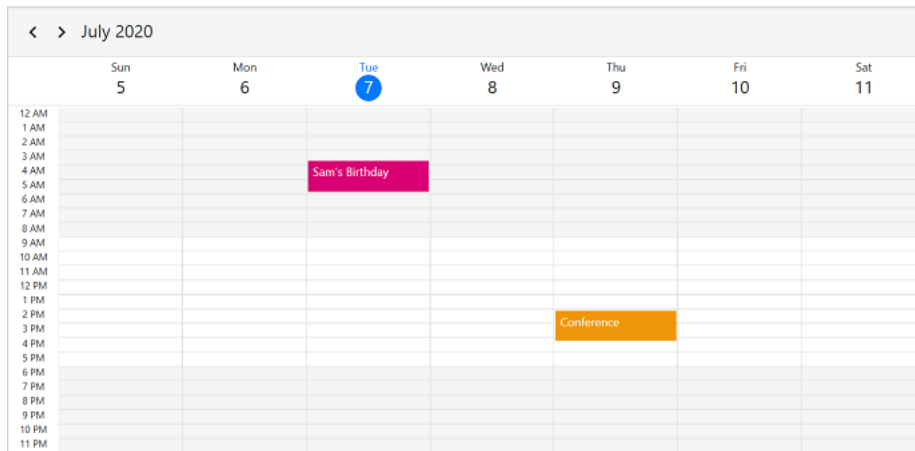 July 2020
Sun Mon Tue Wed Thu Fri Sat
5 6 7 8 9 10 11
12 AM
1 AM
2 AM
3 AM
4 AM Sam's Birthday
5 AM
6 AM
7 AM
8 AM
9 AM
10 AM
11 AM
12 PM
1 PM
2 PM
Conference
3 PM
4 PM
5 PM
6 PM
7 PM
8 PM
9 PM
10 PM
11 PM